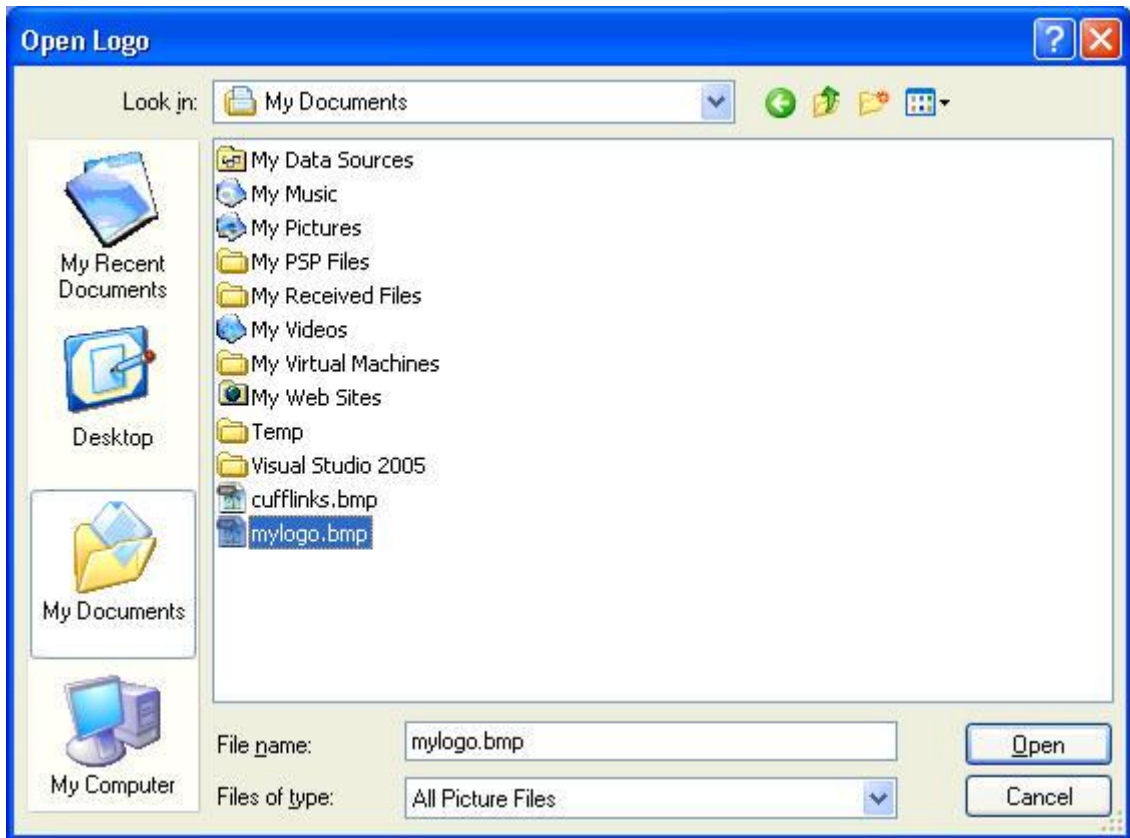 Open Logo
Look in:
My Documents
My Recent
Documents
Desktop
My Documents
My Computer
My Data Sources
My Music
My Pictures
My PSP Files
My Received Files
My Videos
My Virtual Machines
My Web Sites
Temp
Visual Studio 2005
cufflinks.bmp
mylogo.bmp
File name:
mylogo.bmp
Open
Files of type:
All Picture Files
Cancel